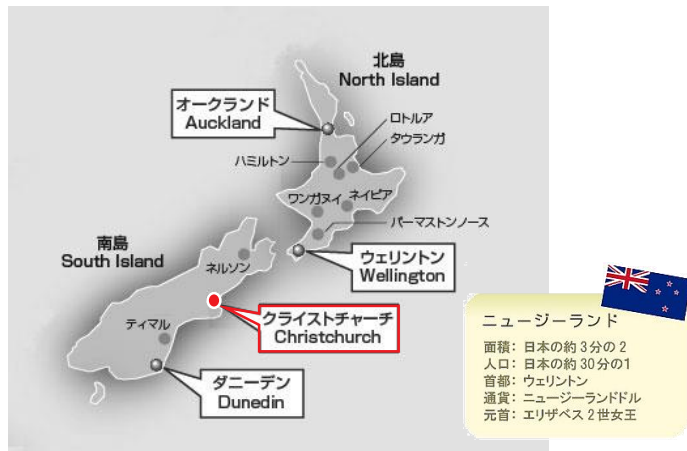 北島
North Island
オークランド
Auckland
ロトルア
タウランガ
ハミルトン
ワンガヌィ
ネイピア
パーマストンノース
南島
South Island
ネルソン
ウェリントン
Wellington
クライストチャーチ
Christchurch
ティマル
ダニーデン
Dunedin
ニュージーランド
面積：日本の約3分の2
人口：日本の約30分の1
首都：ウェリントン
通貨：ニュージーランドドル
元首：エリザベス2世女王